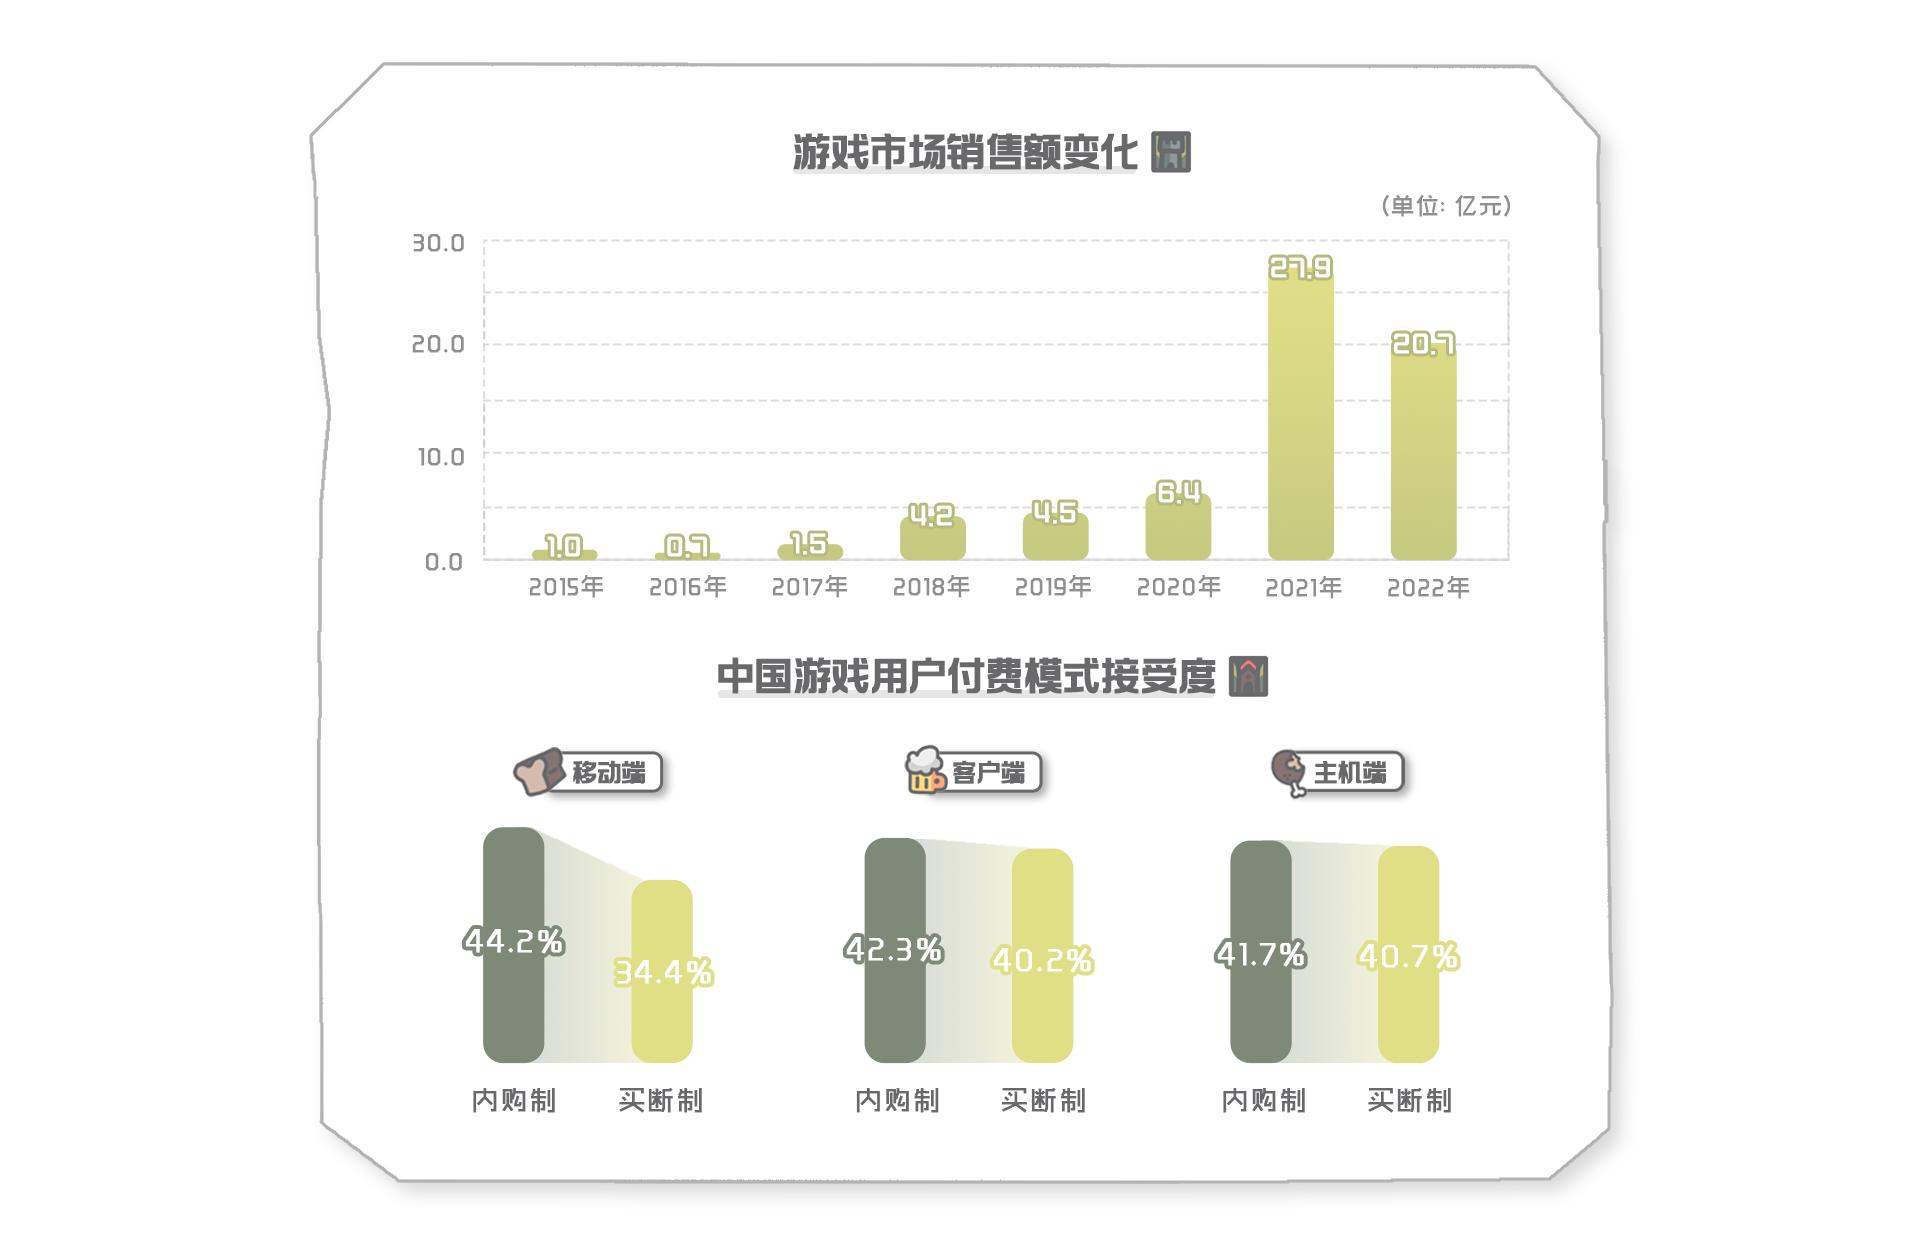 游戏市场销售额变化
(单位: 亿元)
30.0
20.0
10.0
0.0
1.0
0.7
1.5
4.2
4.5
6.4
27.9
20.7
2015年
2016年
2017年
2018年
2019年
2020年
2021年
2022年
中国游戏用户付费模式接受度
移动端
客户端
主机端
44.2%
34.4%
42.3%
40.2%
41.7%
40.7%
内购制
买断制
内购制
买断制
内购制
买断制